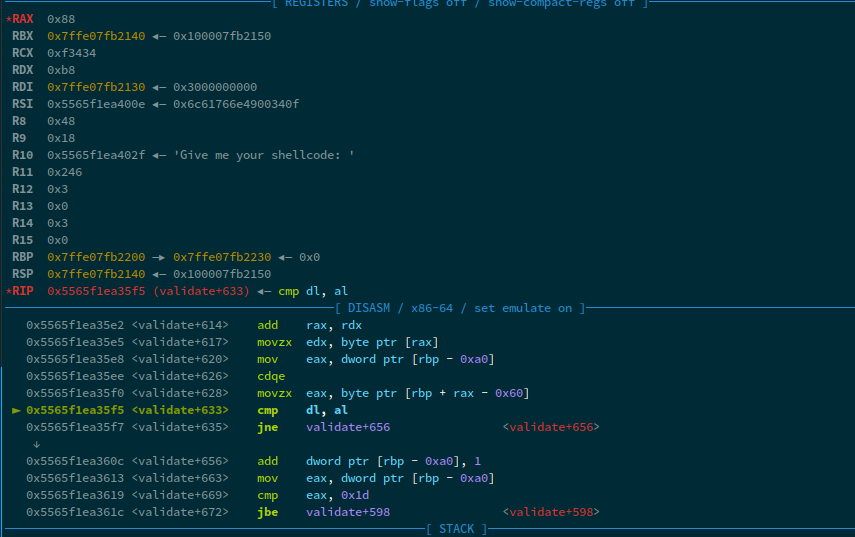 [ REGISTERS / show-flags off / show-compact-regs off ]
*RAX 0x88
RBX 0x7ffe07fb2140 ◂— 0x100007fb2150
RCX 0xf3434
RDX 0xb8
RDI 0x7ffe07fb2130 ◂— 0x3000000000
RSI 0x5565f1ea400e ◂— 0x6c61766e4900340f
R8 0x48
R9 0x18
R10 0x5565f1ea402f ◂— 'Give me your shellcode: '
R11 0x246
R12 0x3
R13 0x0
R14 0x3
R15 0x0
RBP 0x7ffe07fb2200 —▸ 0x7ffe07fb2230 ◂— 0x0
RSP 0x7ffe07fb2140 ◂— 0x100007fb2150
*RIP 0x5565f1ea35f5 (validate+633) ◂— cmp dl, al
[ DISASM / x86-64 / set emulate on ]
0x5565f1ea35e2 <validate+614> add rax, rdx
0x5565f1ea35e5 <validate+617> movzx edx, byte ptr [rax]
0x5565f1ea35e8 <validate+620> mov eax, dword ptr [rbp - 0xa0]
0x5565f1ea35ee <validate+626> cdqe
0x5565f1ea35f0 <validate+628> movzx eax, byte ptr [rbp + rax - 0x60]
► 0x5565f1ea35f5 <validate+633> cmp dl, al
0x5565f1ea35f7 <validate+635> jne validate+656 <validate+656>
↓
0x5565f1ea360c <validate+656> add dword ptr [rbp - 0xa0], 1
0x5565f1ea3613 <validate+663> mov eax, dword ptr [rbp - 0xa0]
0x5565f1ea3619 <validate+669> cmp eax, 0x1d
0x5565f1ea361c <validate+672> jbe validate+598 <validate+598>
[ STACK ]